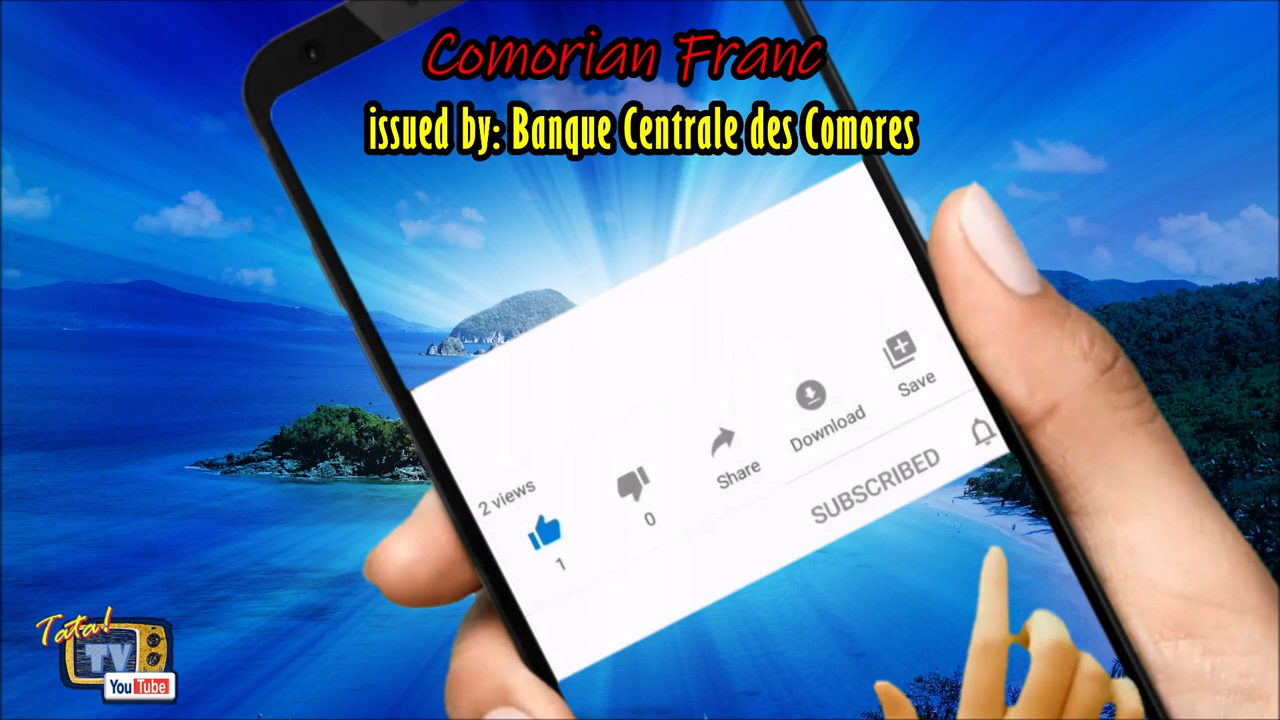 Comorian Franc
issued by: Banque Centrale des Comores
2 views
1
0
Share
Download
Save
SUBSCRIBED
Tata!
TV
YouTube